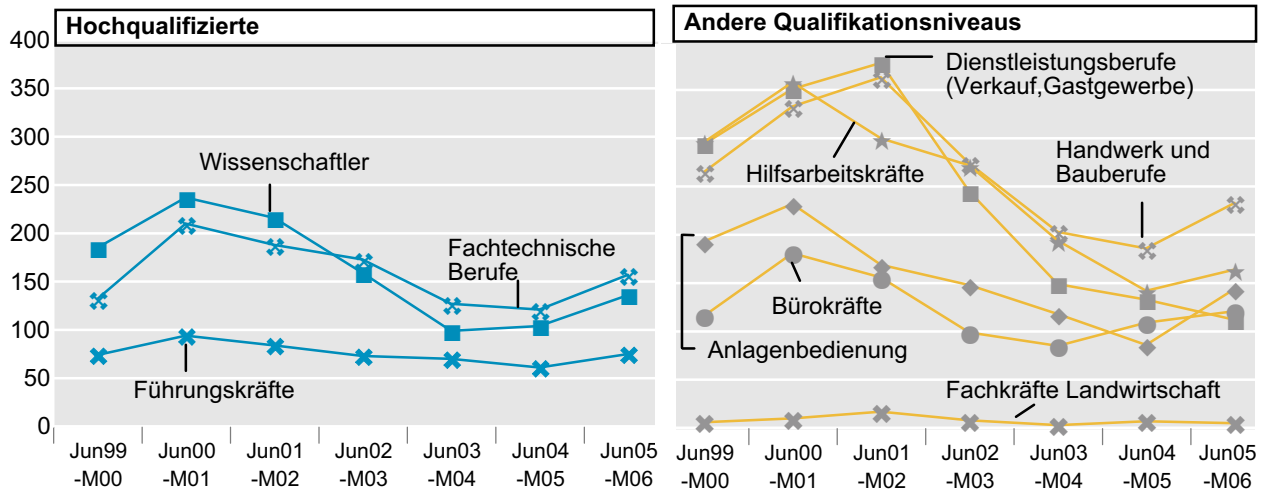 Hochqualifizierte
400
350
300
250
200
150
100
50
0
Wissenschaftler
Fachtechnische
Berufe
Führungskräfte
Jun99
-M00
Jun00
-M01
Jun01
-M02
Jun02
-M03
Jun03
-M04
Jun04
-M05
Jun05
-M06
Andere Qualifikationsniveaus
Dienstleistungsberufe
(Verkauf,Gastgewerbe)
Hilfsarbeitskräfte
Handwerk und
Bauberufe
Bürokräfte
Anlagenbedienung
Fachkräfte Landwirtschaft
Jun99
-M00
Jun00
-M01
Jun01
-M02
Jun02
-M03
Jun03
-M04
Jun04
-M05
Jun05
-M06